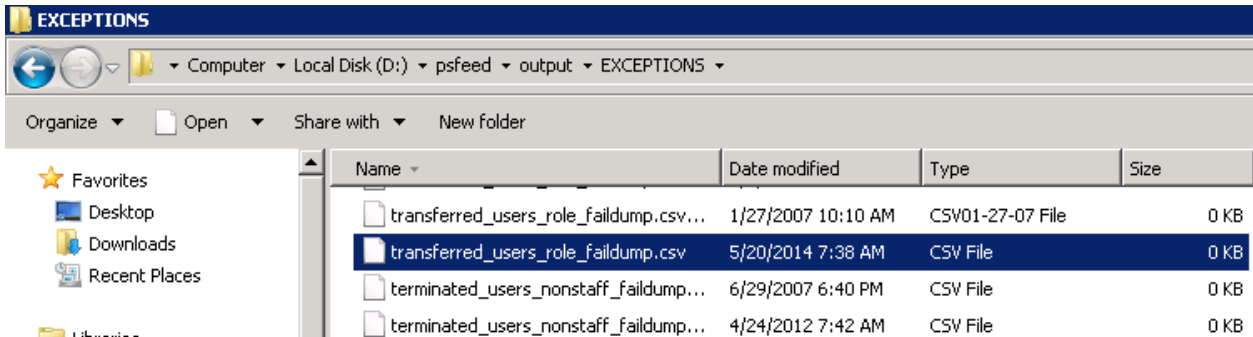 EXCEPTIONS
Computer Local Disk (D:) psfeed output EXCEPTIONS
Organize Open Share with New folder
Favorites
Desktop
Downloads
Recent Places
Name Date modified Type Size
transferred_users_role_faildump.csv... 1/27/2007 10:10 AM CSV01-27-07 File 0 KB
transferred_users_role_faildump.csv 5/20/2014 7:38 AM CSV File 0 KB
terminated_users_nonstaff_faildump... 6/29/2007 6:40 PM CSV File 0 KB
terminated_users_nonstaff_faildump... 4/24/2012 7:42 AM CSV File 0 KB